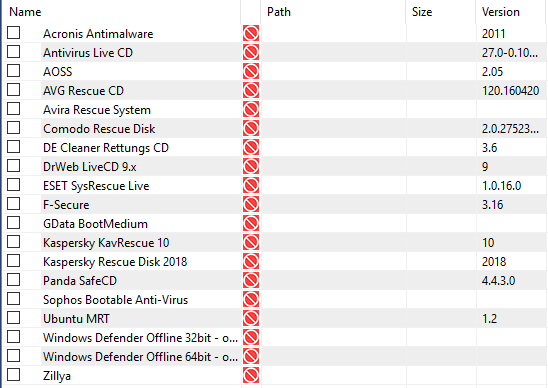 Name Path Size Version
Acronis Antimalware 2011
Antivirus Live CD 27.0-0.10...
AOSS 2.05
AVG Rescue CD 120.160420
Avira Rescue System
Comodo Rescue Disk 2.0.27523...
DE Cleaner Rettungs CD 3.6
DrWeb LiveCD 9.x 9
ESET SysRescue Live 1.0.16.0
F-Secure 3.16
GData BootMedium
Kaspersky KavRescue 10 10
Kaspersky Rescue Disk 2018 2018
Panda SafeCD 4.4.3.0
Sophos Bootable Anti-Virus
Ubuntu MRT 1.2
Windows Defender Offline 32bit - o...
Windows Defender Offline 64bit - o...
Zillya